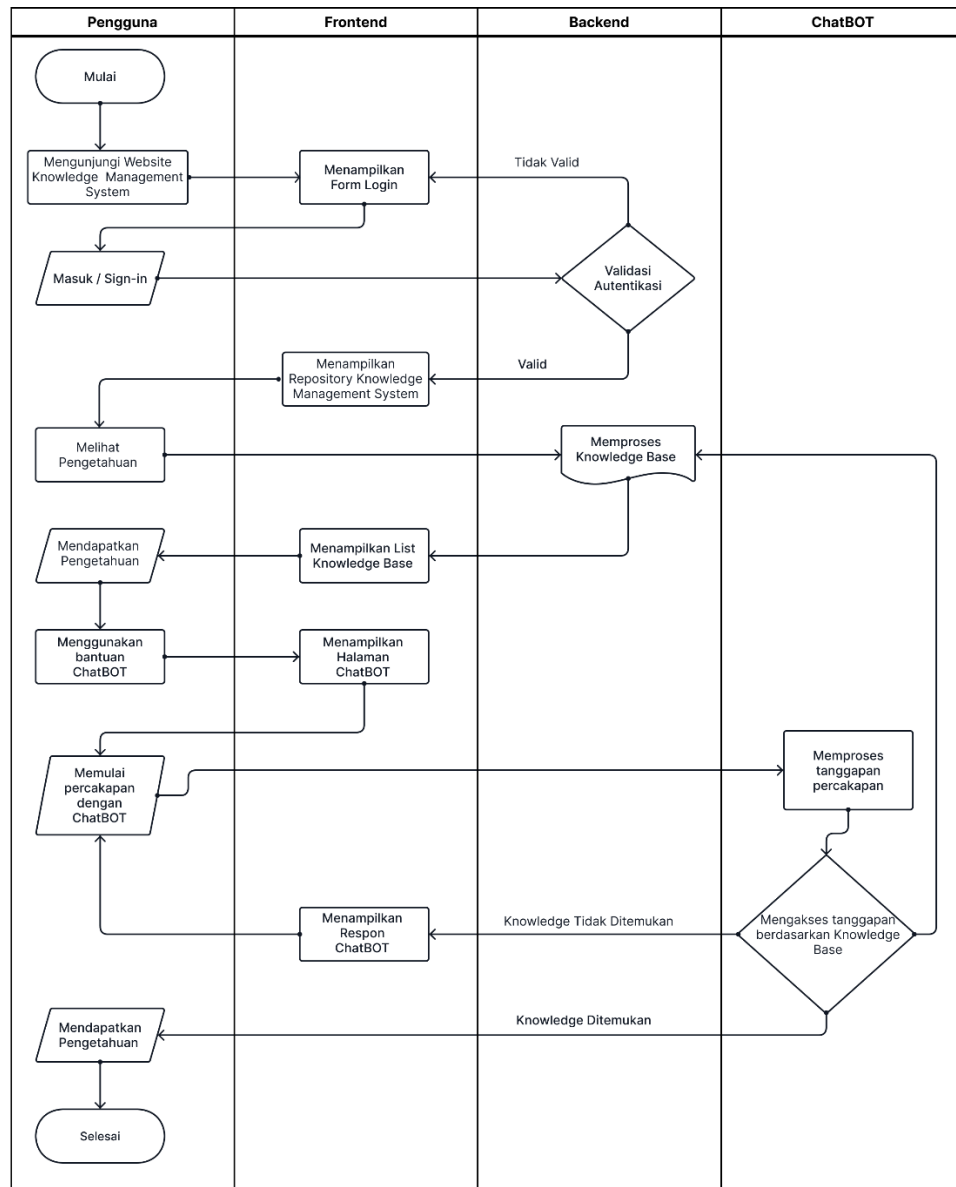 Pengguna
Frontend
Backend
ChatBOT
Mulai
Mengunjungi Website
Knowledge Management
System
Menampilkan
Form Login
Tidak Valid
Masuk / Sign-in
Validasi
Autentikasi
Menampilkan
Repository Knowledge
Management System
Valid
Melihat
Pengetahuan
Memproses
Knowledge Base
Mendapatkan
Pengetahuan
Menampilkan List
Knowledge Base
Menggunakan
bantuan
ChatBOT
Menampilkan
Halaman
ChatBOT
Memulai
percakapan
dengan
ChatBOT
Memproses
tanggapan
percakapan
Menampilkan
Respon
ChatBOT
Knowledge Tidak Ditemukan
Mengakses tanggapan
berdasarkan Knowledge
Base
Mendapatkan
Pengetahuan
Knowledge Ditemukan
Selesai